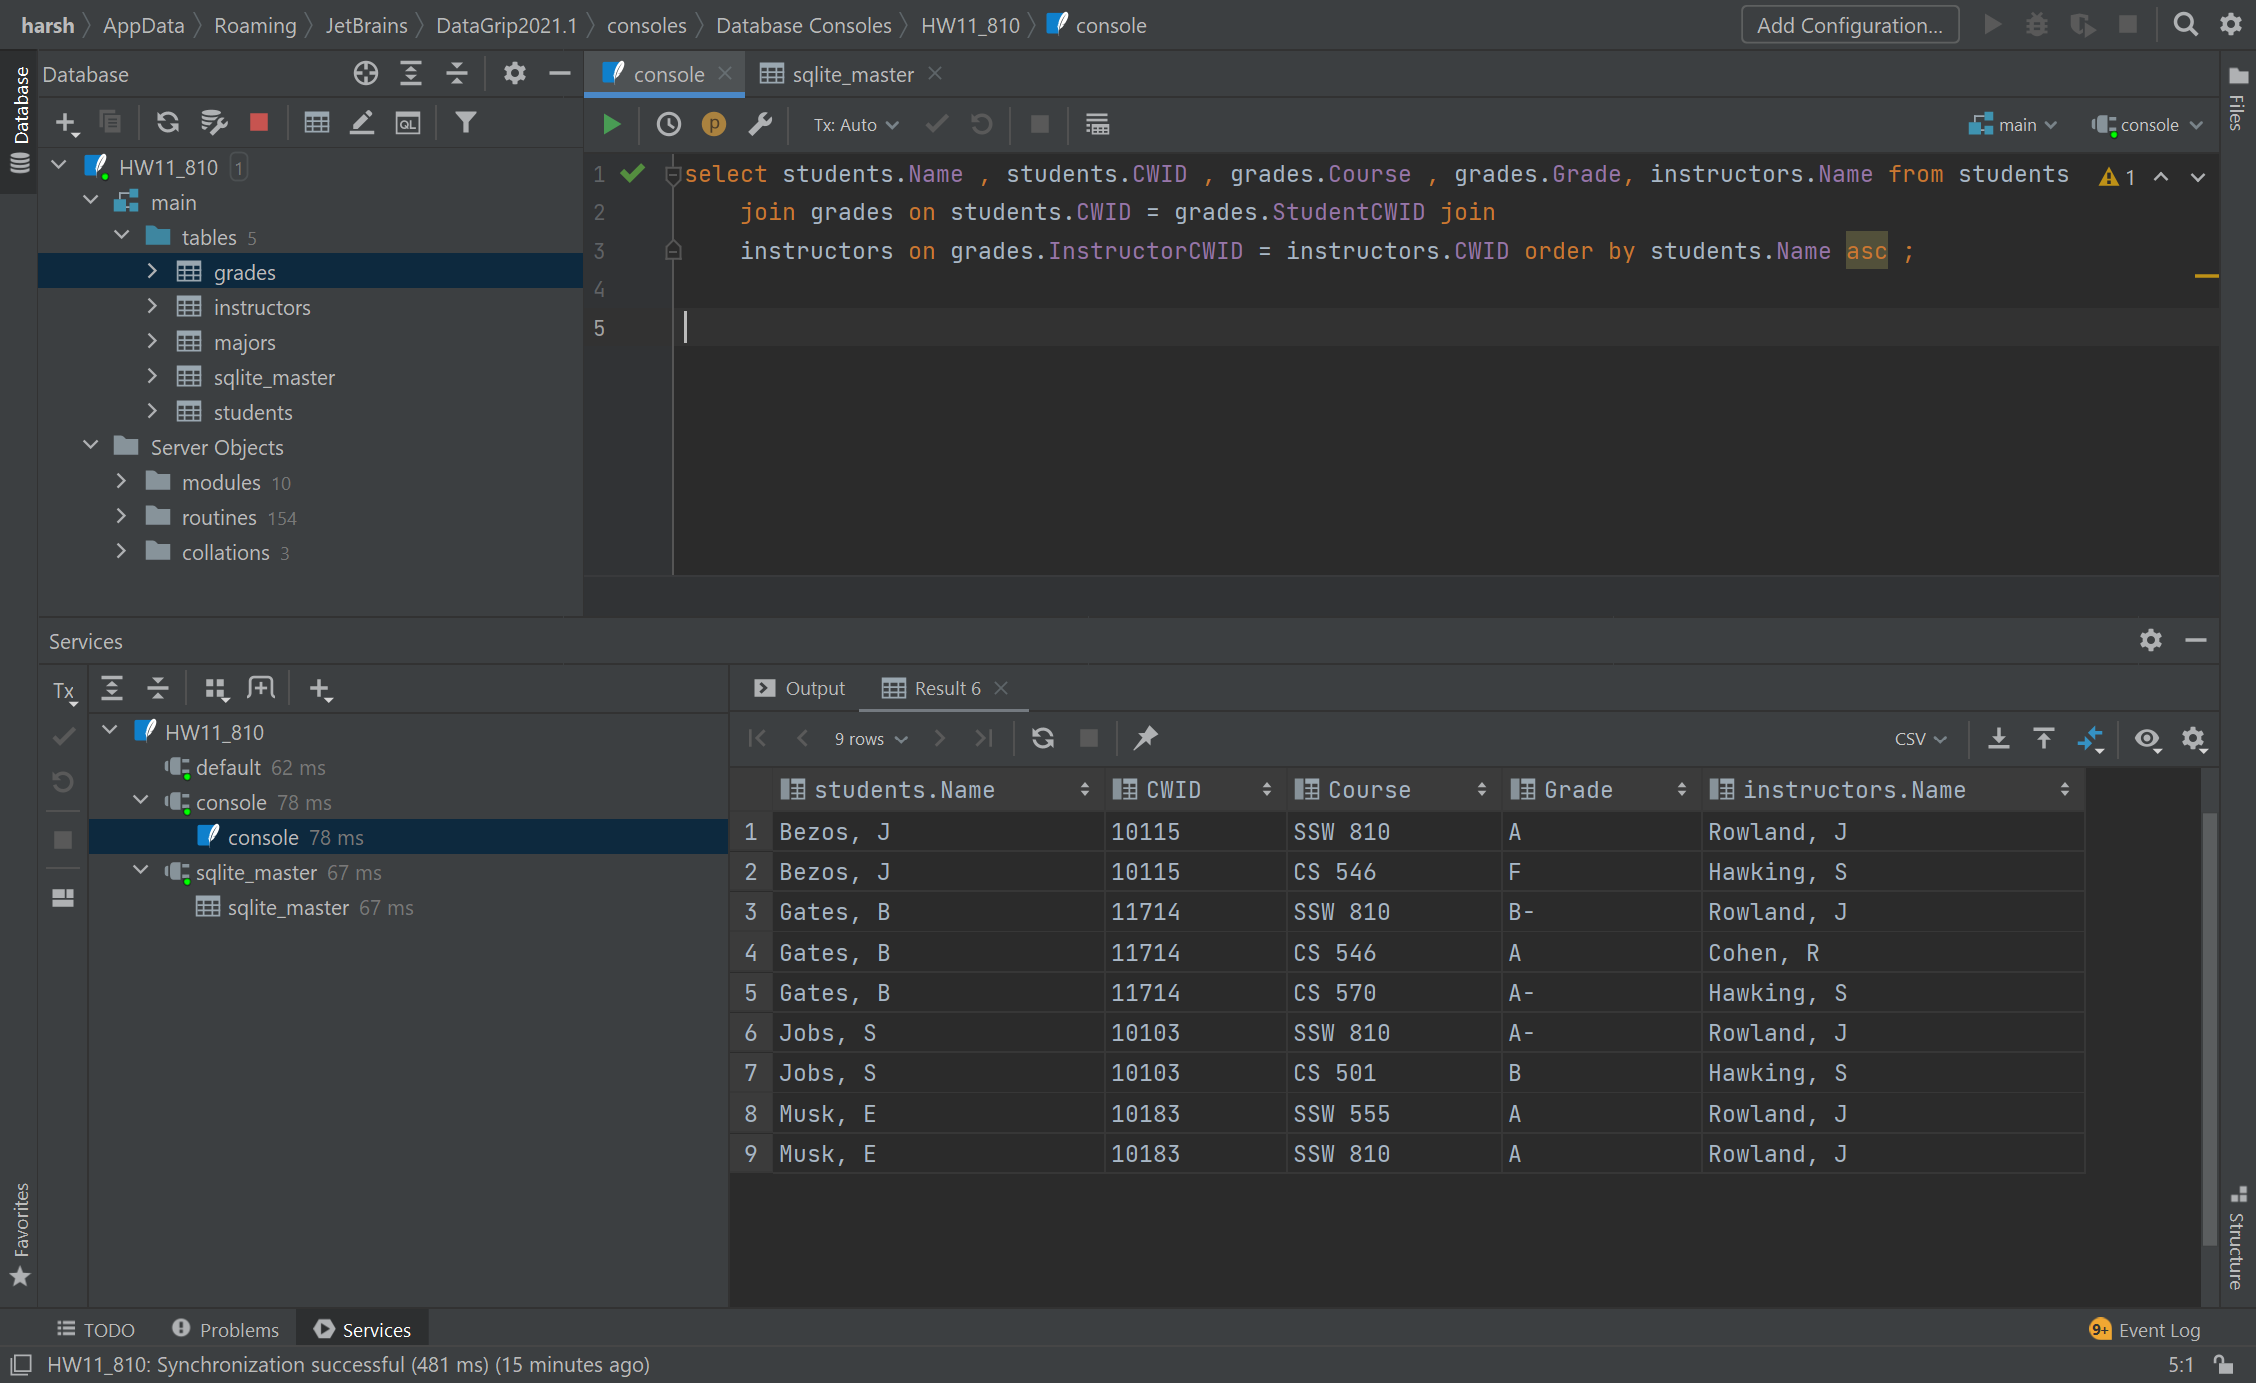 harsh AppData Roaming JetBrains DataGrip2021.1 consoles Database Consoles HW11_810 console
Add Configuration...
Database
Database
console
sqlite_master
Files
Tx: Auto
main
console
HW11_810 1
main
tables 5
grades
instructors
majors
sqlite_master
students
Server Objects
modules 10
routines 154
collations 3
1 select students.Name , students.CWID , grades.Course , grades.Grade, instructors.Name from students
1
2 join grades on students.CWID = grades.StudentCWID join
3 instructors on grades.InstructorCWID = instructors.CWID order by students.Name asc ;
4
5
Services
Tx
HW11_810
default 62 ms
console 78 ms
console 78 ms
sqlite_master 67 ms
sqlite_master 67 ms
Output
Result 6
9 rows
CSV
students.Name CWID Course Grade instructors.Name
1 Bezos, J 10115 SSW 810 A Rowland, J
2 Bezos, J 10115 CS 546 F Hawking, S
3 Gates, B 11714 SSW 810 B- Rowland, J
4 Gates, B 11714 CS 546 A Cohen, R
5 Gates, B 11714 CS 570 A- Hawking, S
6 Jobs, S 10103 SSW 810 A- Rowland, J
7 Jobs, S 10103 CS 501 B Hawking, S
8 Musk, E 10183 SSW 555 A Rowland, J
9 Musk, E 10183 SSW 810 A Rowland, J
Favorites
Structure
TODO
Problems
Services
9+ Event Log
HW11_810: Synchronization successful (481 ms) (15 minutes ago)
5:1